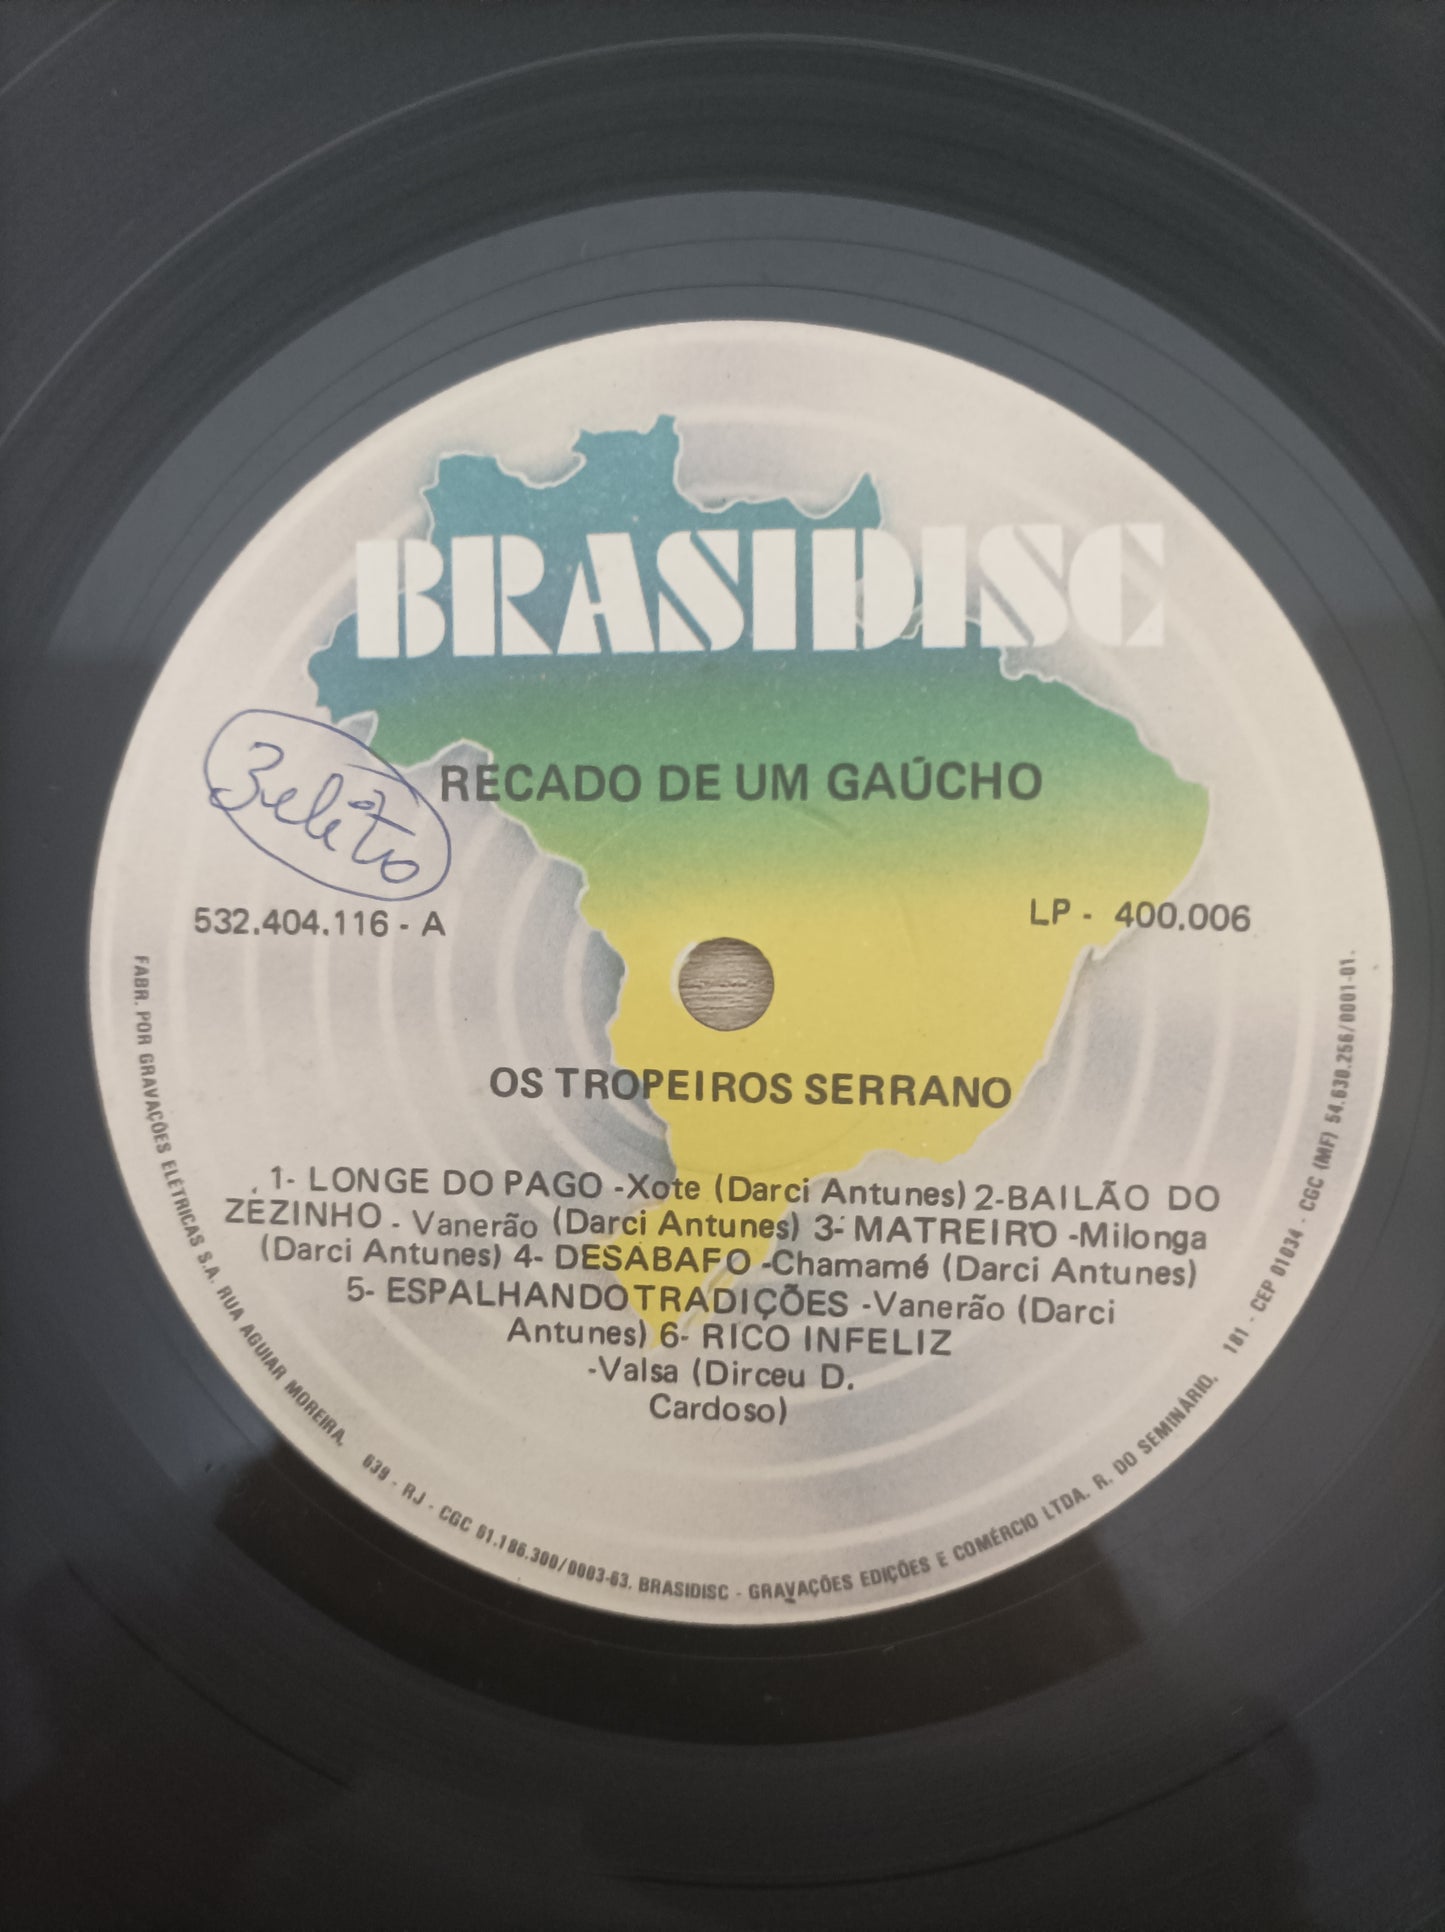 BRASIDISC
RECADO DE UM GAÚCHO
532.404.116 - A
LP - 400.006
OS TROPEIROS SERRANO
1- LONGE DO PAGO -Xote (Darci Antunes) 2-BAILÃO DO
ZÉZINHO - Vanerão (Darci Antunes) 3- MATREIRO -Milonga
(Darci Antunes) 4- DESABAFO -Chamamé (Darci Antunes)
5- ESPALHANDO TRADIÇÕES -Vanerão (Darci
Antunes) 6- RICO INFELIZ
-Valsa (Dirceu D.
Cardoso)
FABR. POR GRAVAÇÕES ELÉTRICAS S.A. RUA AGUIAR MOREIRA, 639 - RJ - CGC 61.186.300/0003-63. BRASIDISC - GRAVAÇÕES EDIÇÕES E COMÉRCIO LTDA. R. DO SEMINÁRIO, 181 - CEP 01034 - CGC (MF) 54.630.256/0001-01.